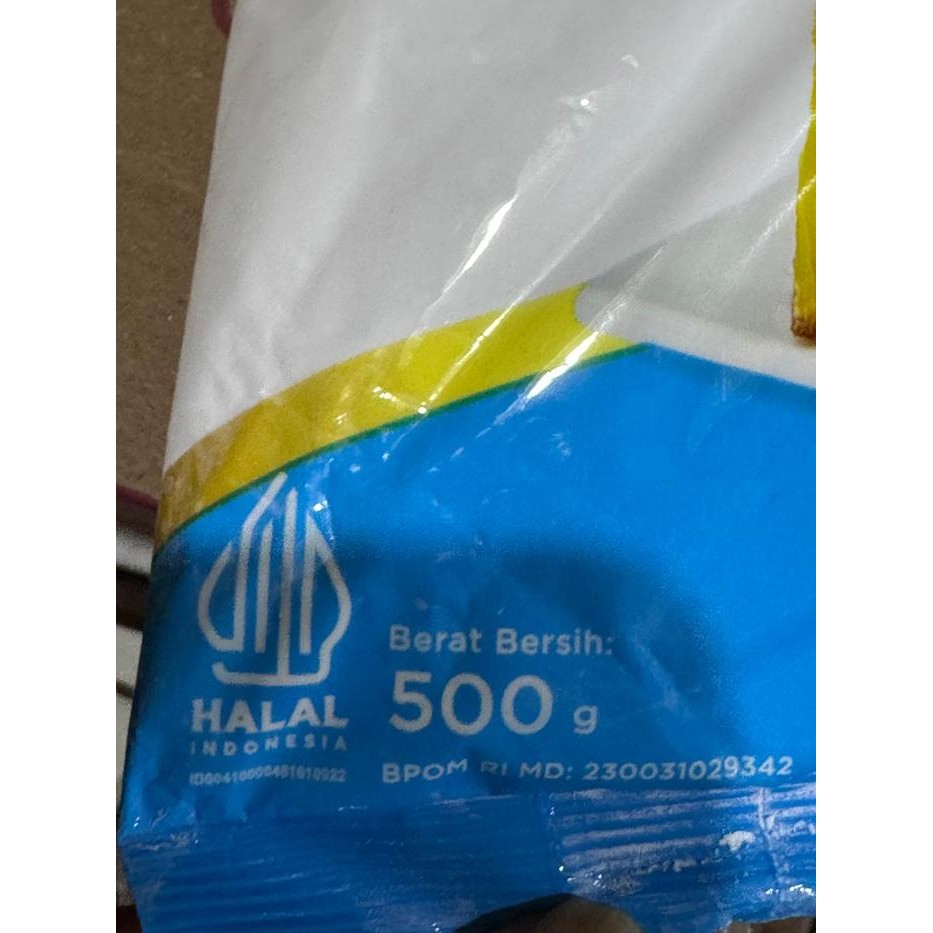 Berat Bersih:
500 g
HALAL
INDONESIA
BPOM RI MD: 230031029342